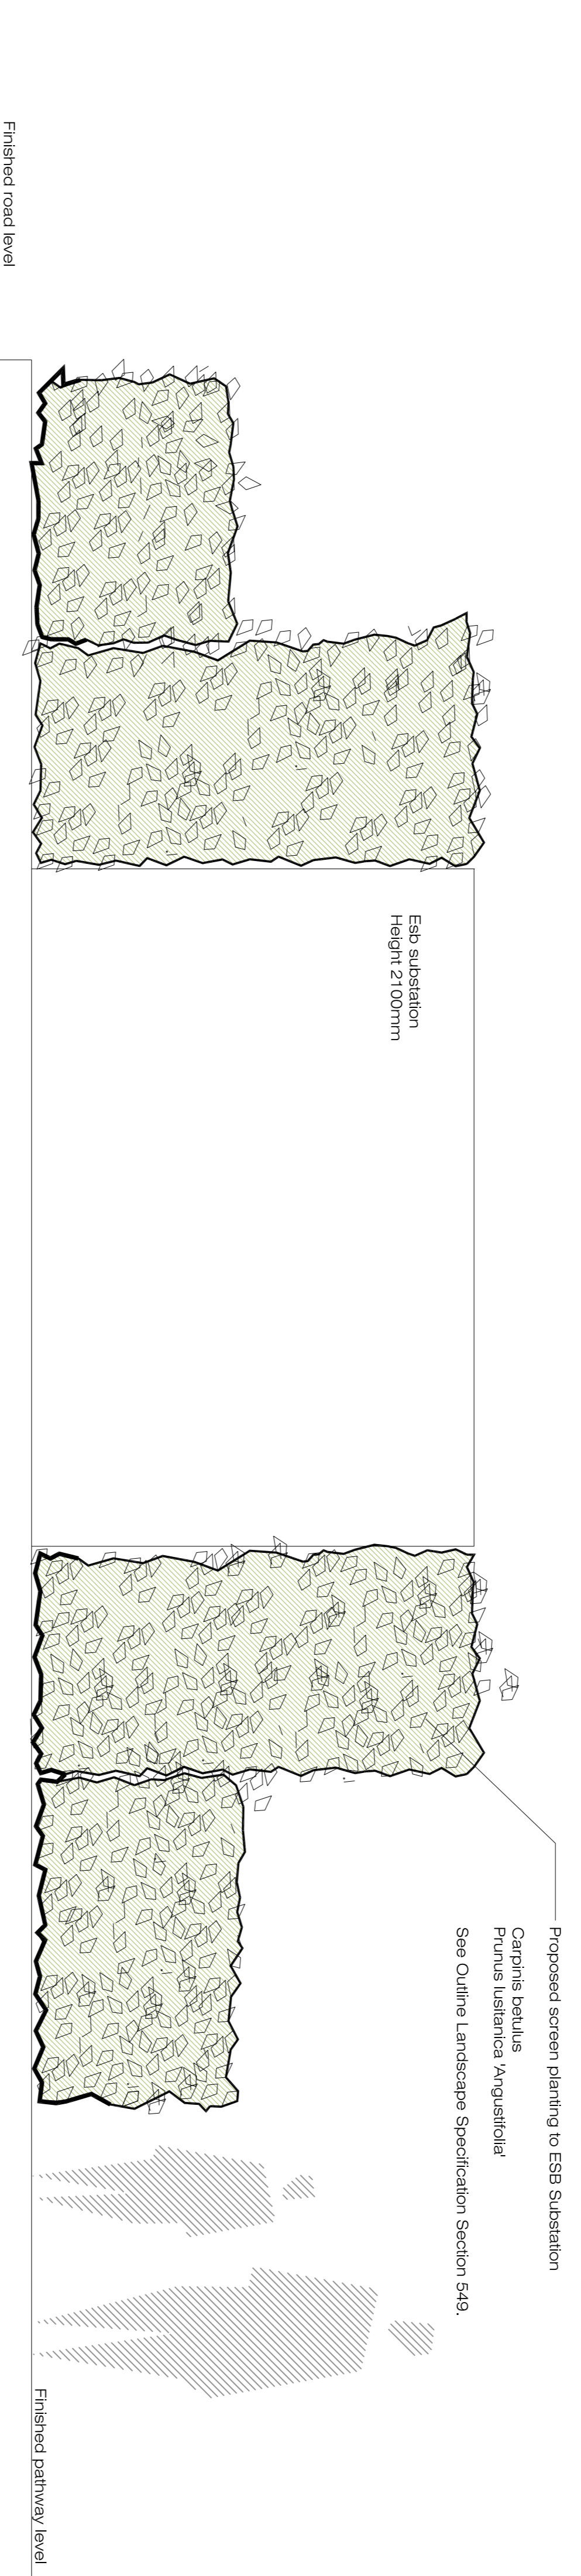 Proposed screen planting to ESB Substation
Carpinis betulus
Prunus lusitanica 'Angustifolia'
See Outline Landscape Specification Section 549.
Esb substation
Height 2100mm
Finished road level
Finished pathway level